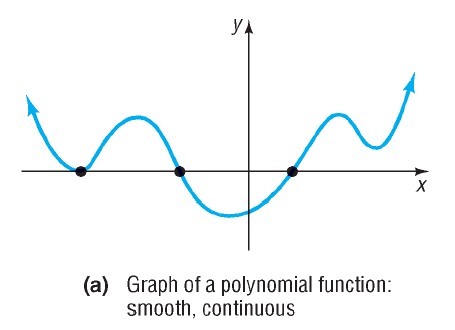 y
x
(a) Graph of a polynomial function:
smooth, continuous